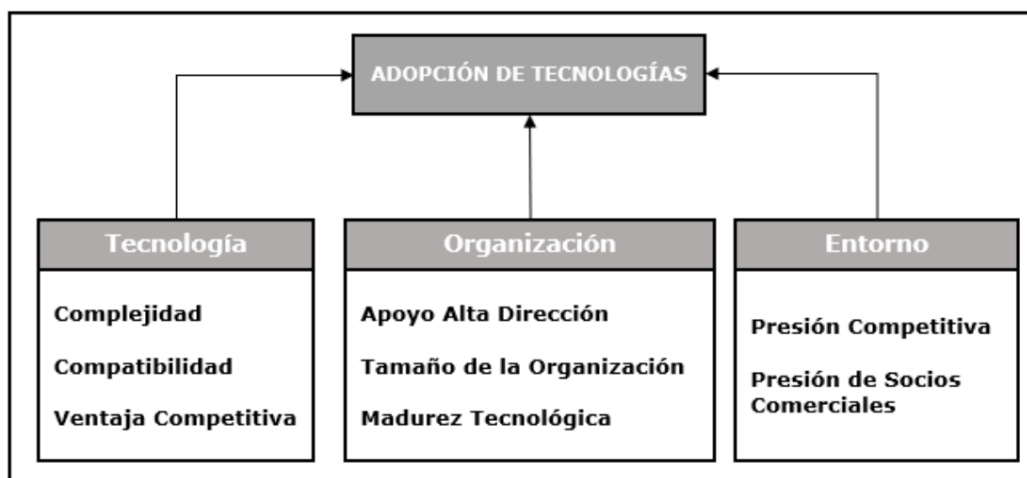 ADOPCIÓN DE TECNOLOGÍAS
Tecnología
Complejidad
Compatibilidad
Ventaja Competitiva
Organización
Apoyo Alta Dirección
Tamaño de la Organización
Madurez Tecnológica
Entorno
Presión Competitiva
Presión de Socios
Comerciales